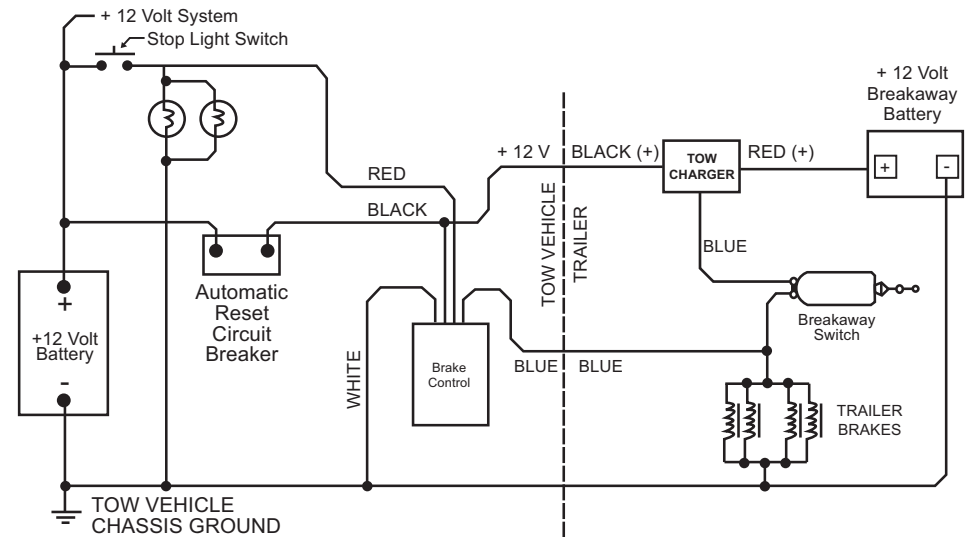 + 12 Volt System
Stop Light Switch
+ 12 Volt
Breakaway
Battery
+ 12 V
BLACK (+)
TOW
CHARGER
RED (+)
+
-
RED
BLACK
TOW VEHICLE
TRAILER
BLUE
Automatic
Reset
Circuit
Breaker
+
+12 Volt
Battery
-
Breakaway
Switch
WHITE
Brake
Control
BLUE
BLUE
TRAILER
BRAKES
TOW VEHICLE
CHASSIS GROUND